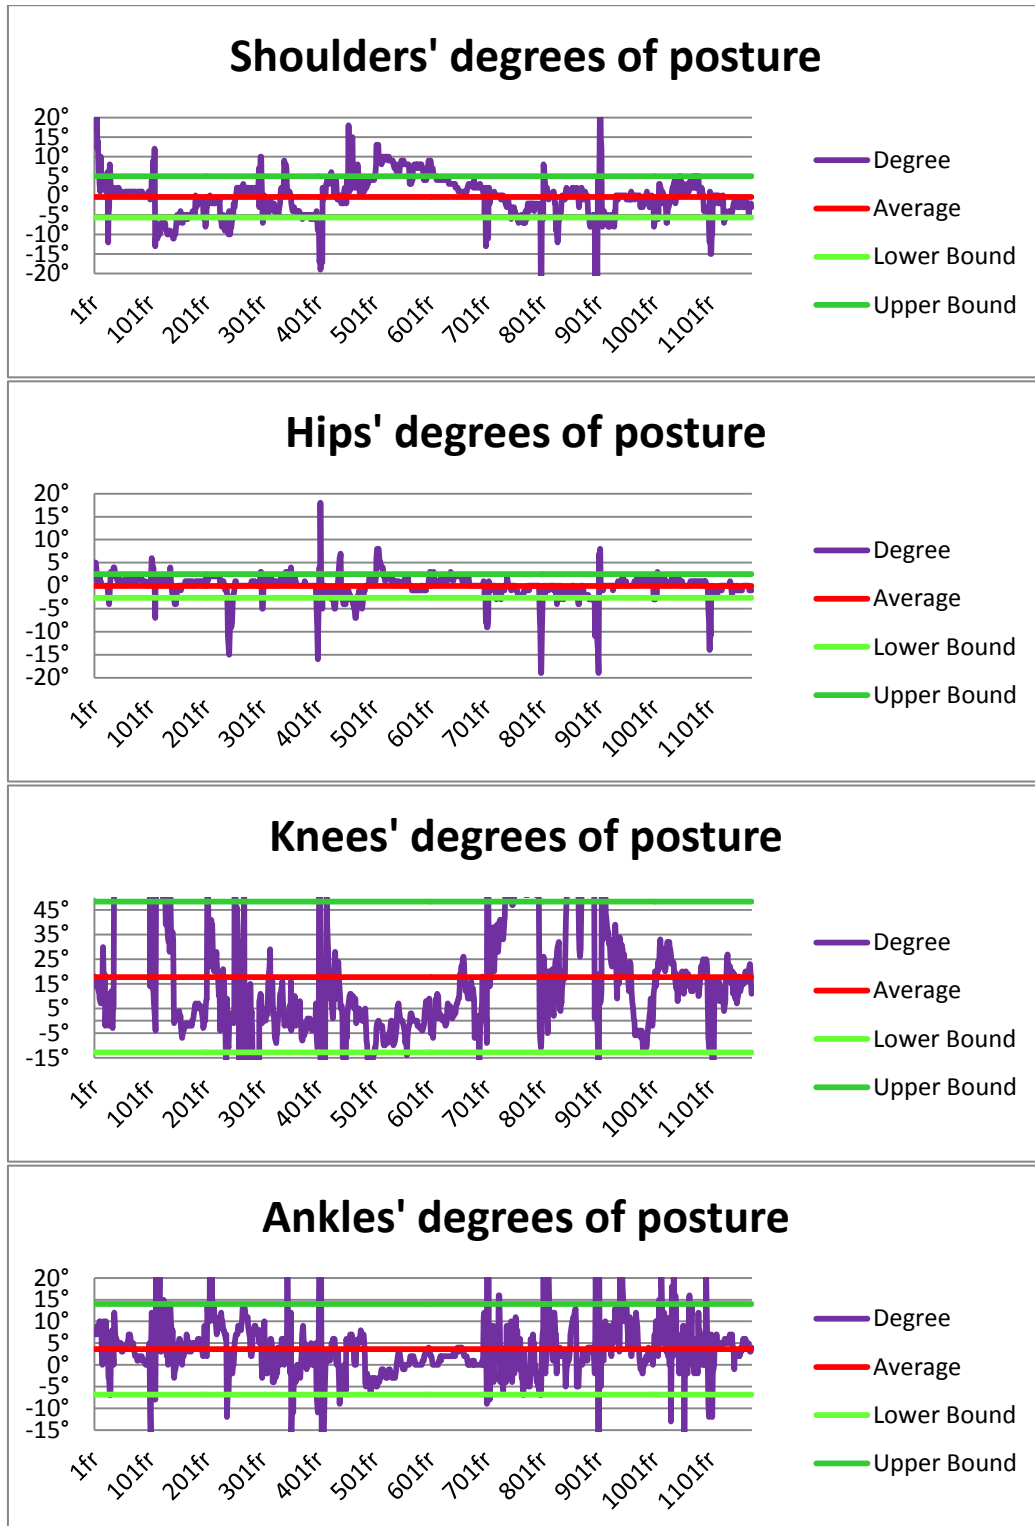 Shoulders' degrees of posture
20°
15°
10°
5°
0°
-5°
-10°
-15°
-20°
1fr
101fr
201fr
301fr
401fr
501fr
601fr
701fr
801fr
901fr
1001fr
1101fr
Degree
Average
Lower Bound
Upper Bound
Hips' degrees of posture
20°
15°
10°
5°
0°
-5°
-10°
-15°
-20°
1fr
101fr
201fr
301fr
401fr
501fr
601fr
701fr
801fr
901fr
1001fr
1101fr
Degree
Average
Lower Bound
Upper Bound
Knees' degrees of posture
45°
35°
25°
15°
5°
-5°
-15°
1fr
101fr
201fr
301fr
401fr
501fr
601fr
701fr
801fr
901fr
1001fr
1101fr
Degree
Average
Lower Bound
Upper Bound
Ankles' degrees of posture
20°
15°
10°
5°
0°
-5°
-10°
-15°
1fr
101fr
201fr
301fr
401fr
501fr
601fr
701fr
801fr
901fr
1001fr
1101fr
Degree
Average
Lower Bound
Upper Bound